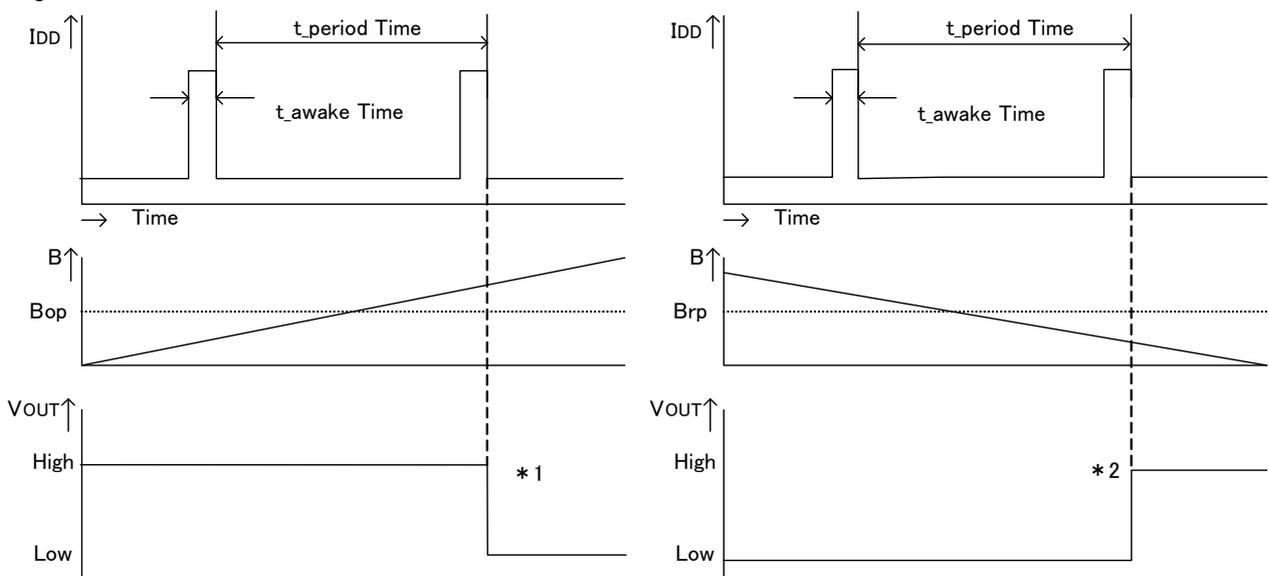 IDD
t_period Time
t_awake Time
Time
B
Bop
VOUT
High
*1
Low
IDD
t_period Time
t_awake Time
Time
B
Brp
VOUT
High
*2
Low